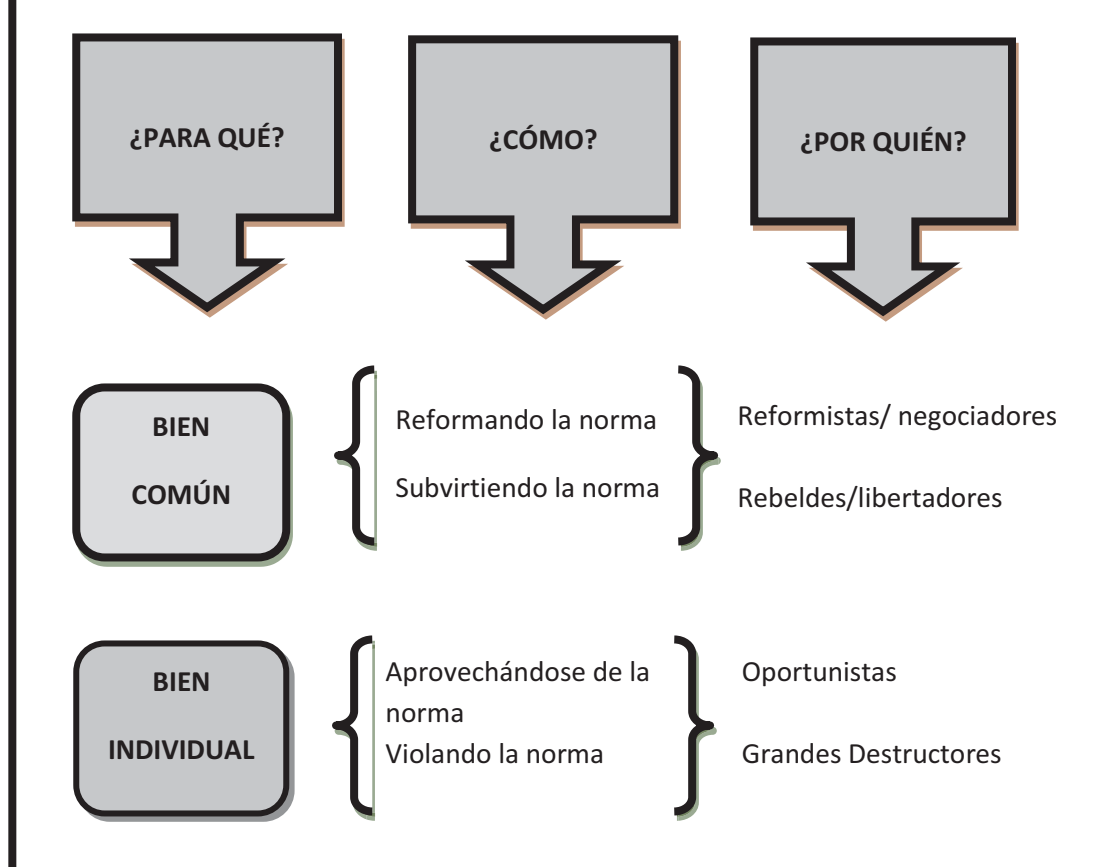 ¿PARA QUÉ?
¿CÓMO?
¿POR QUIÉN?
BIEN
COMÚN
Reformando la norma
Subvirtiendo la norma
Reformistas/ negociadores
Rebeldes/libertadores
BIEN
INDIVIDUAL
Aprovechándose de la
norma
Violando la norma
Oportunistas
Grandes Destructores